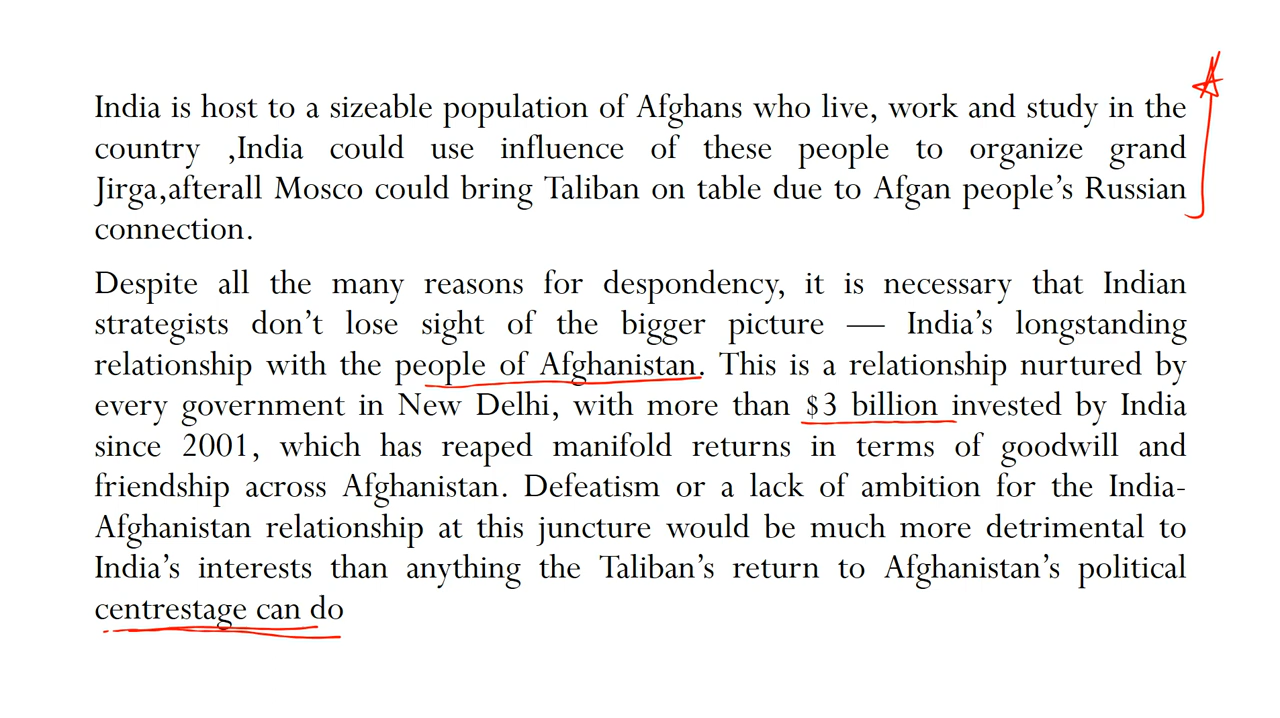 India is host to a sizeable population of Afghans who live, work and study in the
country ,India could use influence of these people to organize grand
Jirga,afterall Mosco could bring Taliban on table due to Afgan people’s Russian
connection.
Despite all the many reasons for despondency, it is necessary that Indian
strategists don’t lose sight of the bigger picture — India’s longstanding
relationship with the people of Afghanistan. This is a relationship nurtured by
every government in New Delhi, with more than $3 billion invested by India
since 2001, which has reaped manifold returns in terms of goodwill and
friendship across Afghanistan. Defeatism or a lack of ambition for the India-
Afghanistan relationship at this juncture would be much more detrimental to
India’s interests than anything the Taliban’s return to Afghanistan’s political
centrestage can do